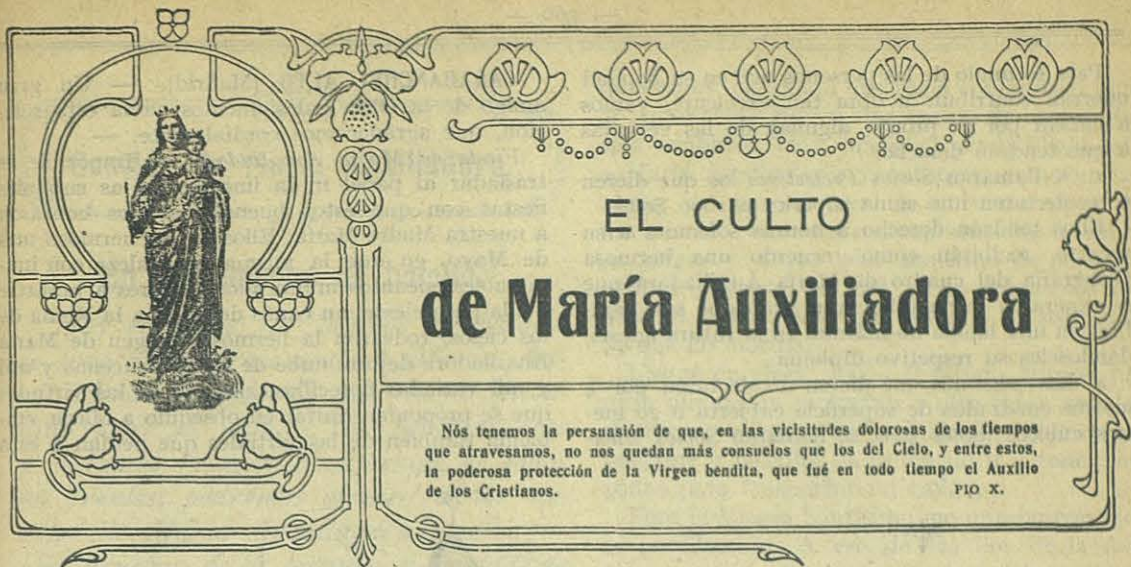 EL CULTO
de María Auxiliadora
Nós tenemos la persuasión de que, en las vicisitudes dolorosas de los tiempos
que atravesamos, no nos quedan más consuelos que los del Cielo, y entre estos,
la poderosa protección de la Virgen bendita, que fué en todo tiempo el Auxilio
de los Cristianos. PIO X.